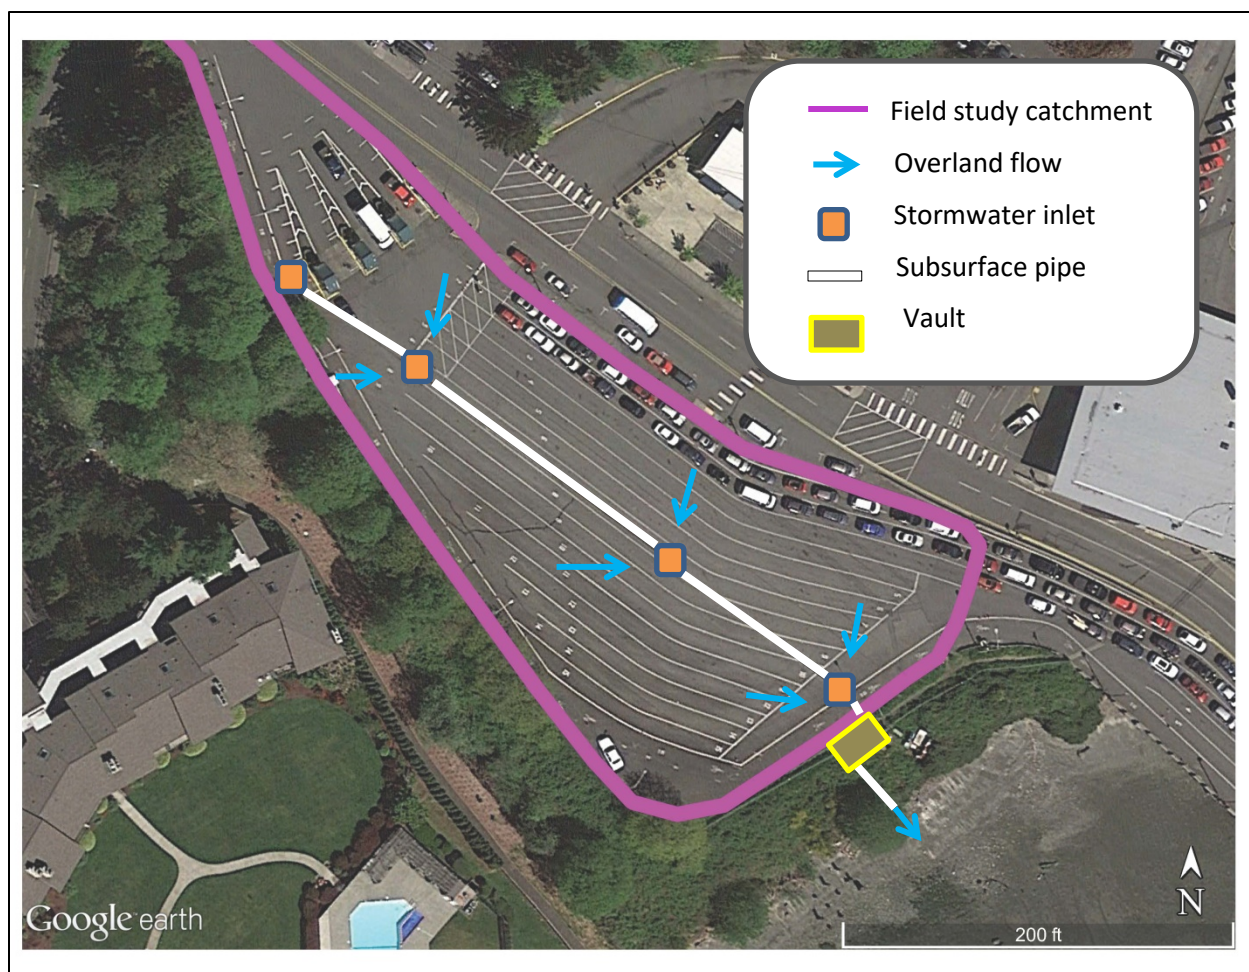 Field study catchment
Overland flow
Stormwater inlet
Subsurface pipe
Vault
Google earth
N
200 ft